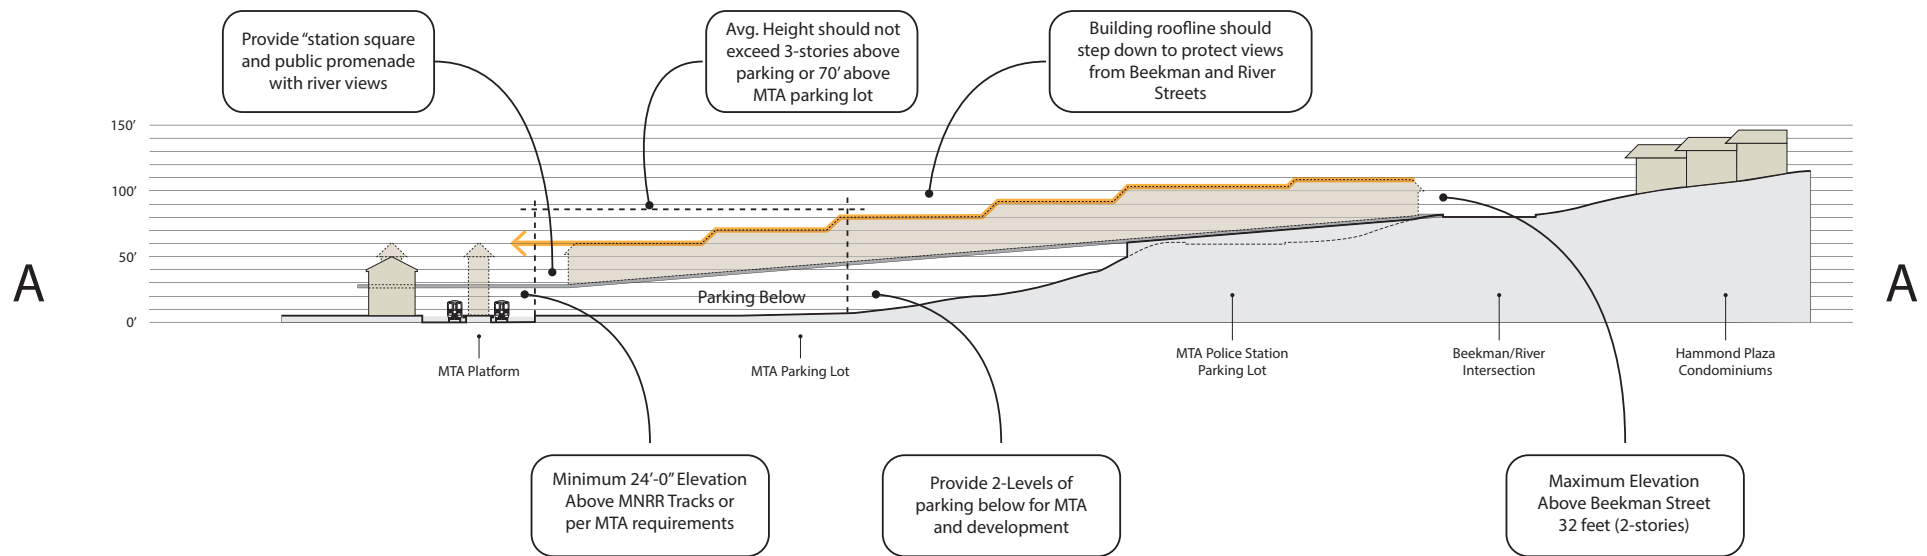 Provide “station square
and public promenade
with river views
Avg. Height should not
exceed 3-stories above
parking or 70’ above
MTA parking lot
Building roofline should
step down to protect views
from Beekman and River
Streets
150’
100’
50’
0’
A
A
Parking Below
MTA Platform
MTA Parking Lot
MTA Police Station
Parking Lot
Beekman/River
Intersection
Hammond Plaza
Condominiums
Minimum 24’-0” Elevation
Above MNRR Tracks or
per MTA requirements
Provide 2-Levels of
parking below for MTA
and development
Maximum Elevation
Above Beekman Street
32 feet (2-stories)